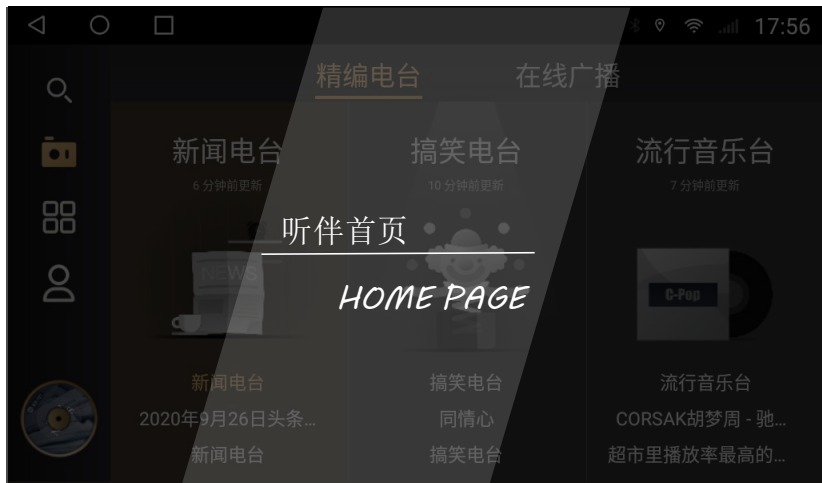 17:56
精编电台 在线广播
新闻电台 搞笑电台 流行音乐台
6分钟前更新 10分钟前更新 7分钟前更新
听伴首页
NEWS
C-Pop
HOME PAGE
新闻电台 搞笑电台 流行音乐台
2020年9月26日头条... 同情心 CORSAK胡梦周 - 驰...
新闻电台 搞笑电台 超市里播放率最高的...